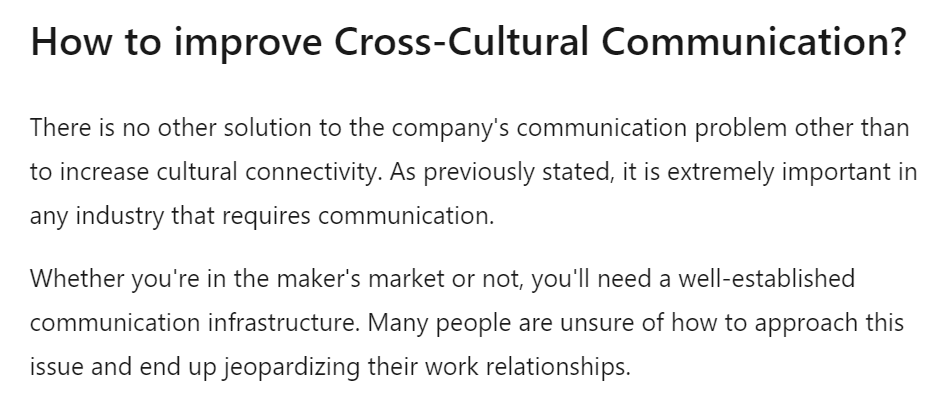 How to improve Cross-Cultural Communication?
There is no other solution to the company's communication problem other than
to increase cultural connectivity. As previously stated, it is extremely important in
any industry that requires communication.
Whether you're in the maker's market or not, you'll need a well-established
communication infrastructure. Many people are unsure of how to approach this
issue and end up jeopardizing their work relationships.